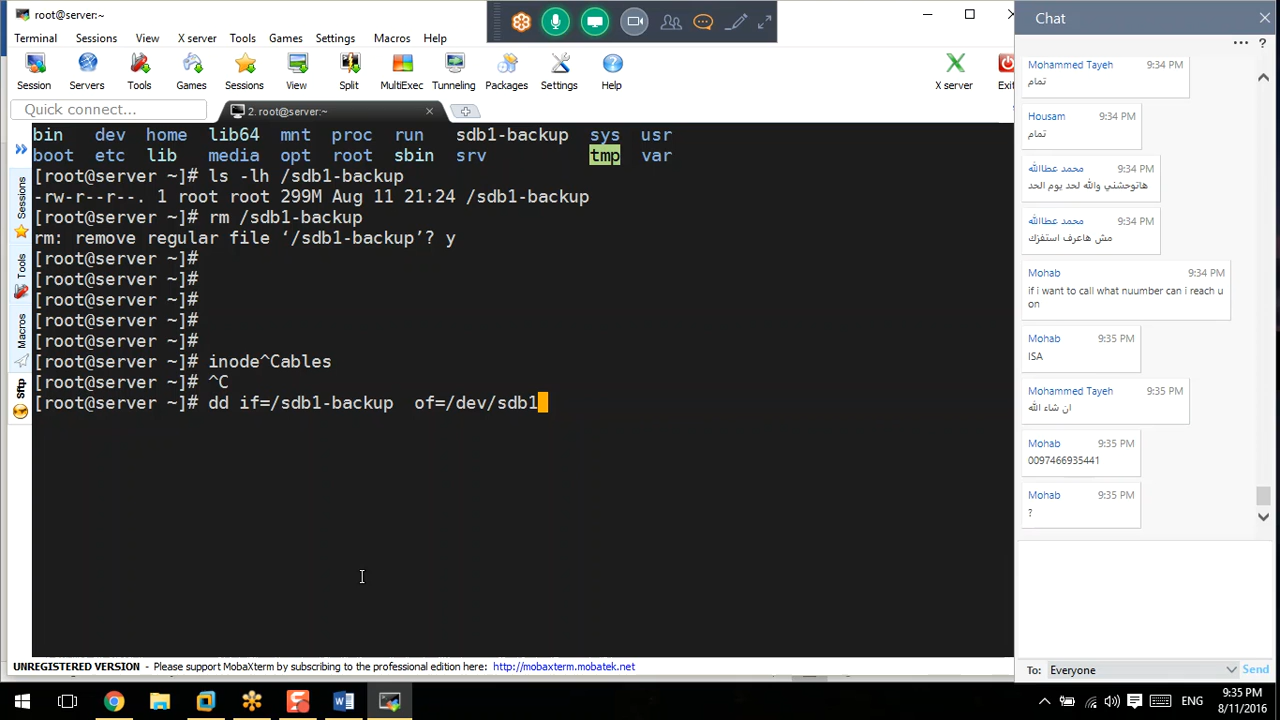 root@server:~
Terminal Sessions View X server Tools Games Settings Macros Help
Session Servers Tools Games Sessions View Split MultiExec Tunneling Packages Settings Help X server Exit
Quick connect...
2. root@server:~
Sessions
Tools
Macros
Sftp
bin dev home lib64 mnt proc run sdb1-backup sys usr
boot etc lib media opt root sbin srv tmp var
[root@server ~]# ls -lh /sdb1-backup
-rw-r--r--. 1 root root 299M Aug 11 21:24 /sdb1-backup
[root@server ~]# rm /sdb1-backup
rm: remove regular file ‘/sdb1-backup’? y
[root@server ~]#
[root@server ~]#
[root@server ~]#
[root@server ~]#
[root@server ~]#
[root@server ~]# inode^Cables
[root@server ~]# ^C
[root@server ~]# dd if=/sdb1-backup  of=/dev/sdb1
UNREGISTERED VERSION - Please support MobaXterm by subscribing to the professional edition here: http://mobaxterm.mobatek.net
Chat
... ?
Mohammed Tayeh 9:34 PM
تمام
Housam 9:34 PM
تمام
محمد عطاالله 9:34 PM
هاتوحشني والله لحد يوم الحد
محمد عطاالله 9:34 PM
مش هاعرف استفزك
Mohab 9:34 PM
if i want to call what nuumber can i reach u
on
Mohab 9:35 PM
ISA
Mohammed Tayeh 9:35 PM
ان شاء الله
Mohab 9:35 PM
0097466935441
Mohab 9:35 PM
?
To: Everyone Send
ENG
9:35 PM
8/11/2016